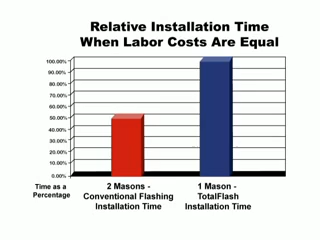 Relative Installation Time
When Labor Costs Are Equal
100.00%
90.00%
80.00%
70.00%
60.00%
50.00%
40.00%
30.00%
20.00%
10.00%
0.00%
Time as a
Percentage
2 Masons -
Conventional Flashing
Installation Time
1 Mason -
TotalFlash
Installation Time